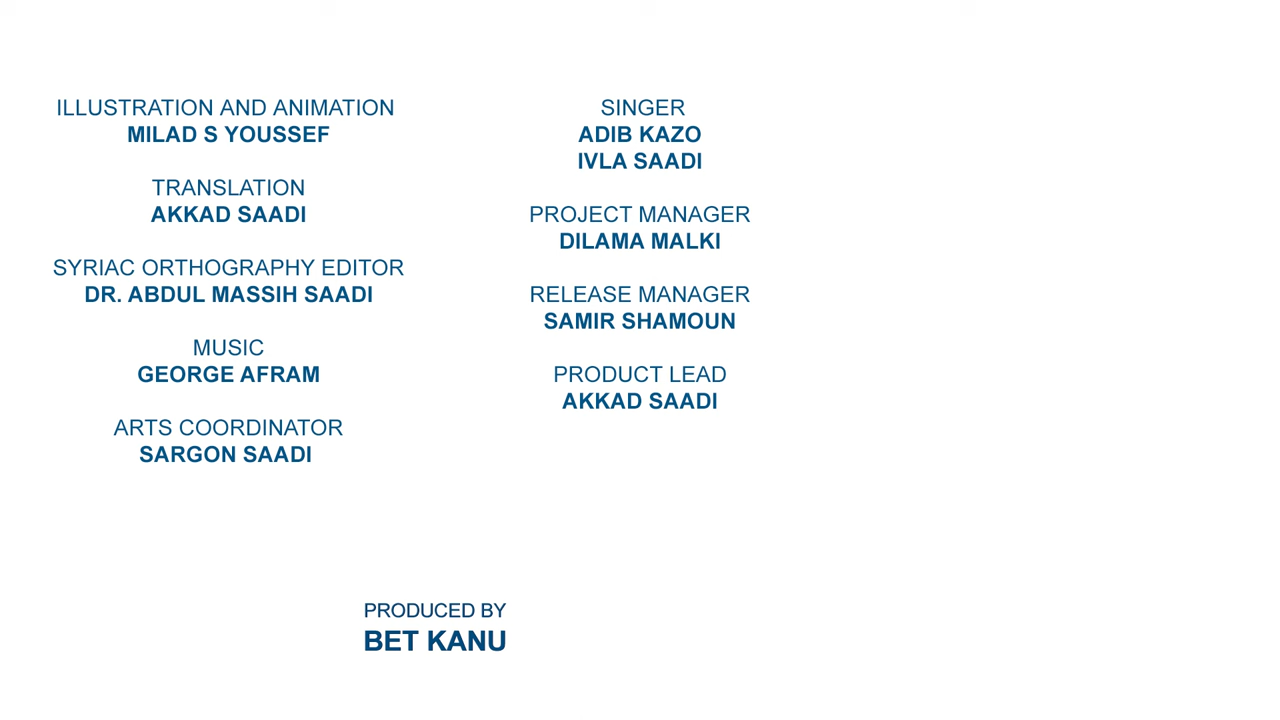 ILLUSTRATION AND ANIMATION
MILAD S YOUSSEF
TRANSLATION
AKKAD SAADI
SYRIAC ORTHOGRAPHY EDITOR
DR. ABDUL MASSIH SAADI
MUSIC
GEORGE AFRAM
ARTS COORDINATOR
SARGON SAADI
SINGER
ADIB KAZO
IVLA SAADI
PROJECT MANAGER
DILAMA MALKI
RELEASE MANAGER
SAMIR SHAMOUN
PRODUCT LEAD
AKKAD SAADI
PRODUCED BY
BET KANU